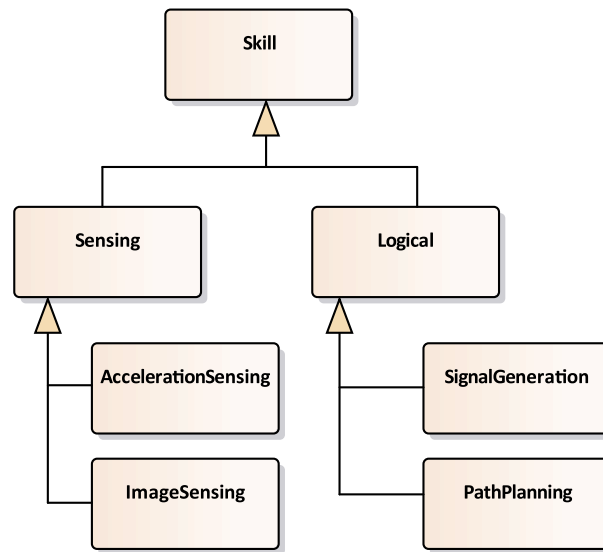 Skill
Sensing
Logical
AccelerationSensing
SignalGeneration
ImageSensing
PathPlanning